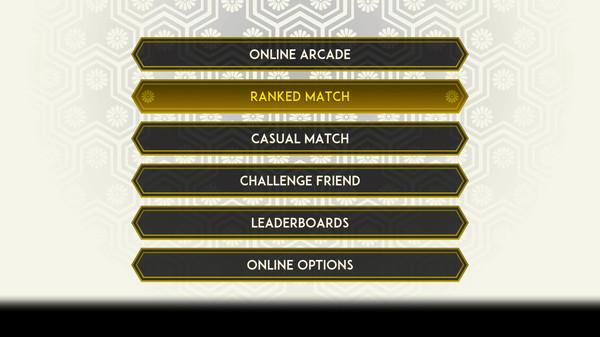 ONLINE ARCADE
RANKED MATCH
CASUAL MATCH
CHALLENGE FRIEND
LEADERBOARDS
ONLINE OPTIONS